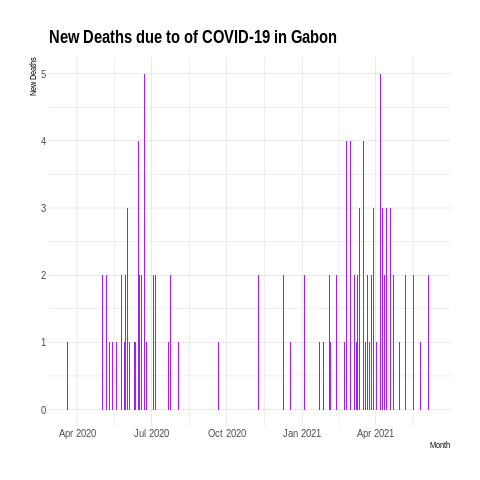 New Deaths due to of COVID-19 in Gabon
New Deaths
5
4
3
2
1
0
Apr 2020 Jul 2020 Oct 2020 Jan 2021 Apr 2021
Month